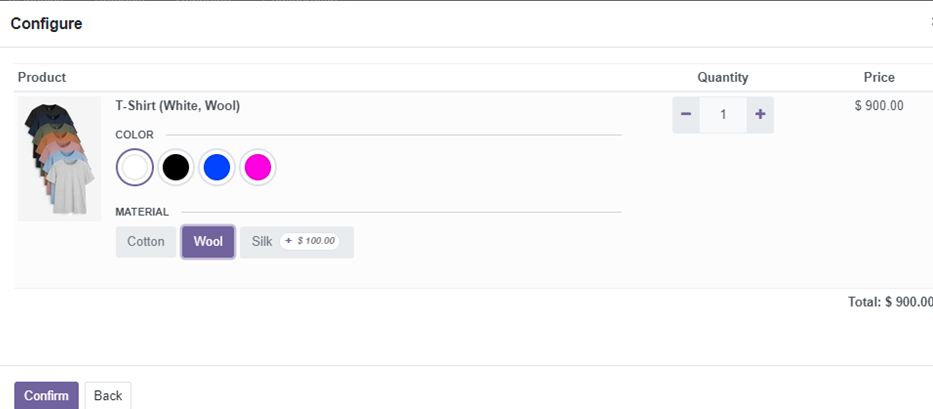 Configure
Product Quantity Price
T-Shirt (White, Wool) - 1 + $ 900.00
COLOR
MATERIAL
Cotton Wool Silk + $ 100.00
Total: $ 900.00
Confirm Back